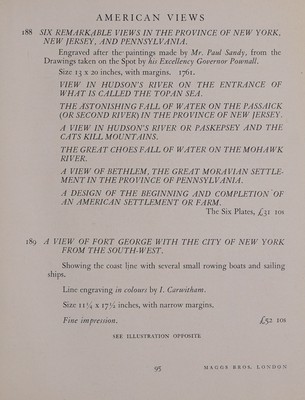 AMERICAN VIEWS
188 SIX REMARKABLE VIEWS IN THE PROVINCE OF NEW YORK,
NEW JERSEY, AND PENNSYLVANIA.
Engraved after the paintings made by Mr. Paul Sandy, from the
Drawings taken on the Spot by his Excellency Governor Pownall.
Size 13 x 20 inches, with margins. 1761.
VIEW IN HUDSON'S RIVER ON THE ENTRANCE OF
WHAT IS CALLED THE TOPAN SEA.
THE ASTONISHING FALL OF WATER ON THE PASSAICK
(OR SECOND RIVER) IN THE PROVINCE OF NEW JERSEY.
A VIEW IN HUDSON'S RIVER OR PASKEPSEY AND THE
CATS KILL MOUNTAINS.
THE GREAT CHOES FALL OF WATER ON THE MOHAWK
RIVER.
A VIEW OF BETHLEM, THE GREAT MORAVIAN SETTLE-
MENT IN THE PROVINCE OF PENNSYLVANIA.
A DESIGN OF THE BEGINNING AND COMPLETION OF
AN AMERICAN SETTLEMENT OR FARM.
The Six Plates, £31 10s
189 A VIEW OF FORT GEORGE WITH THE CITY OF NEW YORK
FROM THE SOUTH-WEST.
Showing the coast line with several small rowing boats and sailing
ships.
Line engraving in colours by I. Carwitham.
Size 11¼ x 17½ inches, with narrow margins.
Fine impression. £52 10s
SEE ILLUSTRATION OPPOSITE
95 MAGGS BROS. LONDON